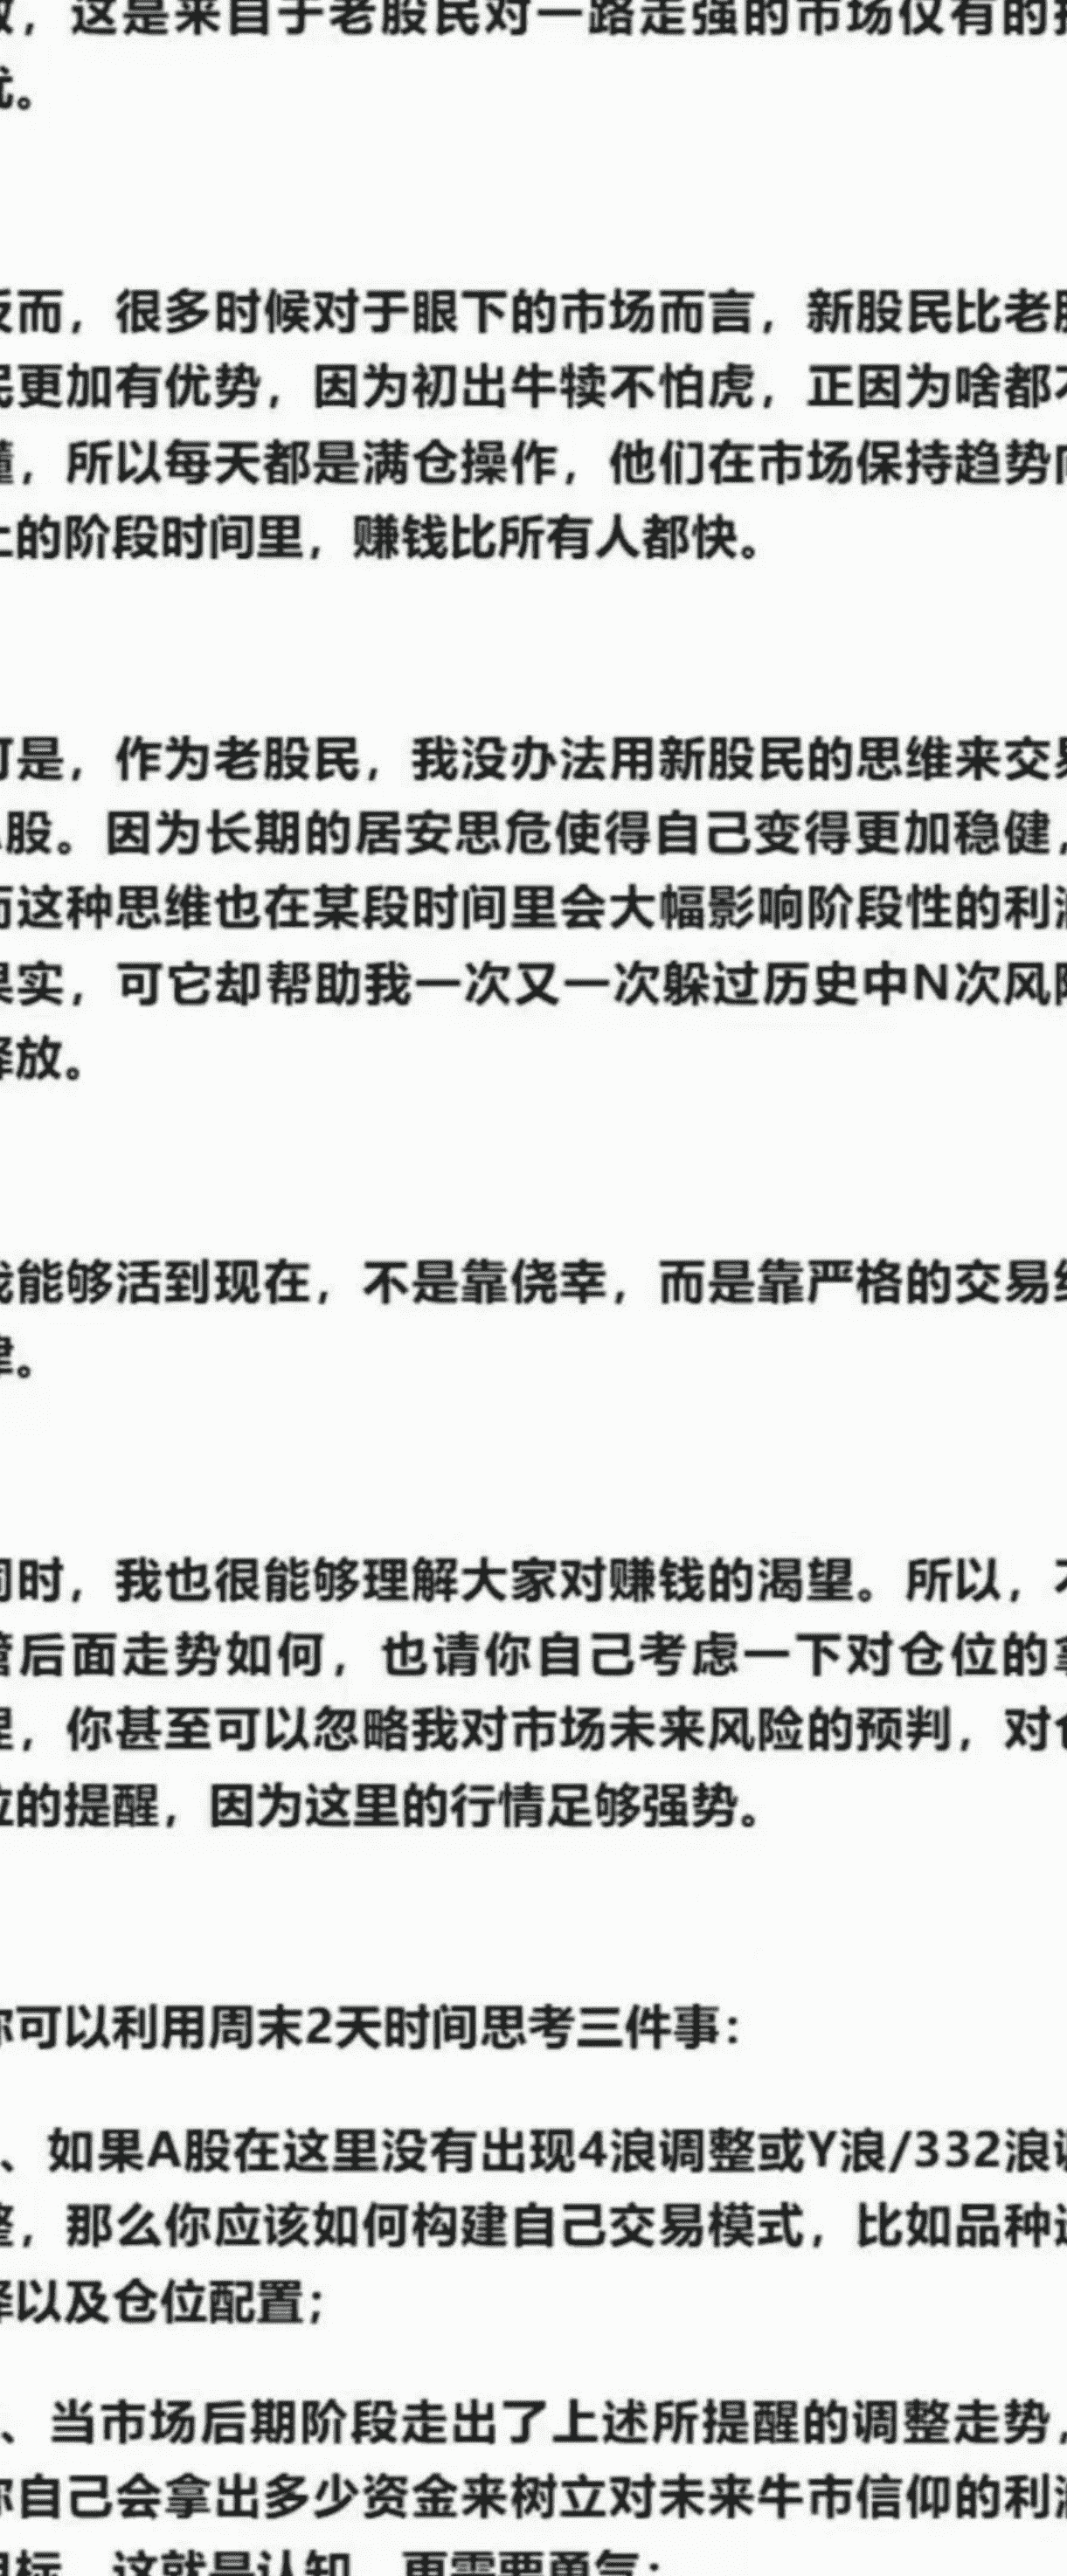 ，这是来自于老股民对一路走强的市场仅有的
。
而，很多时候对于眼下的市场而言，新股民比老
更加有优势，因为初出牛犊不怕虎，正因为啥都
，所以每天都是满仓操作，他们在市场保持趋势
的阶段时间里，赚钱比所有人都快。
是，作为老股民，我没办法用新股民的思维来交
股。因为长期的居安思危使得自己变得更加稳健，
这种思维也在某段时间里会大幅影响阶段性的利
实，可它却帮助我一次又一次躲过历史中N次风
放。
能够活到现在，不是靠侥幸，而是靠严格的交易
。
时，我也很能够理解大家对赚钱的渴望。所以，
后面走势如何，也请你自己考虑一下对仓位的
，你甚至可以忽略我对市场未来风险的预判，对
的提醒，因为这里的行情足够强势。
可以利用周末2天时间思考三件事：
、如果A股在这里没有出现4浪调整或Y浪/332浪
，那么你应该如何构建自己交易模式，比如品种
以及仓位配置；
、当市场后期阶段走出了上述所提醒的调整走势，
自己会拿出多少资金来树立对未来牛市信仰的利
标，这就是认知，更需要勇气；